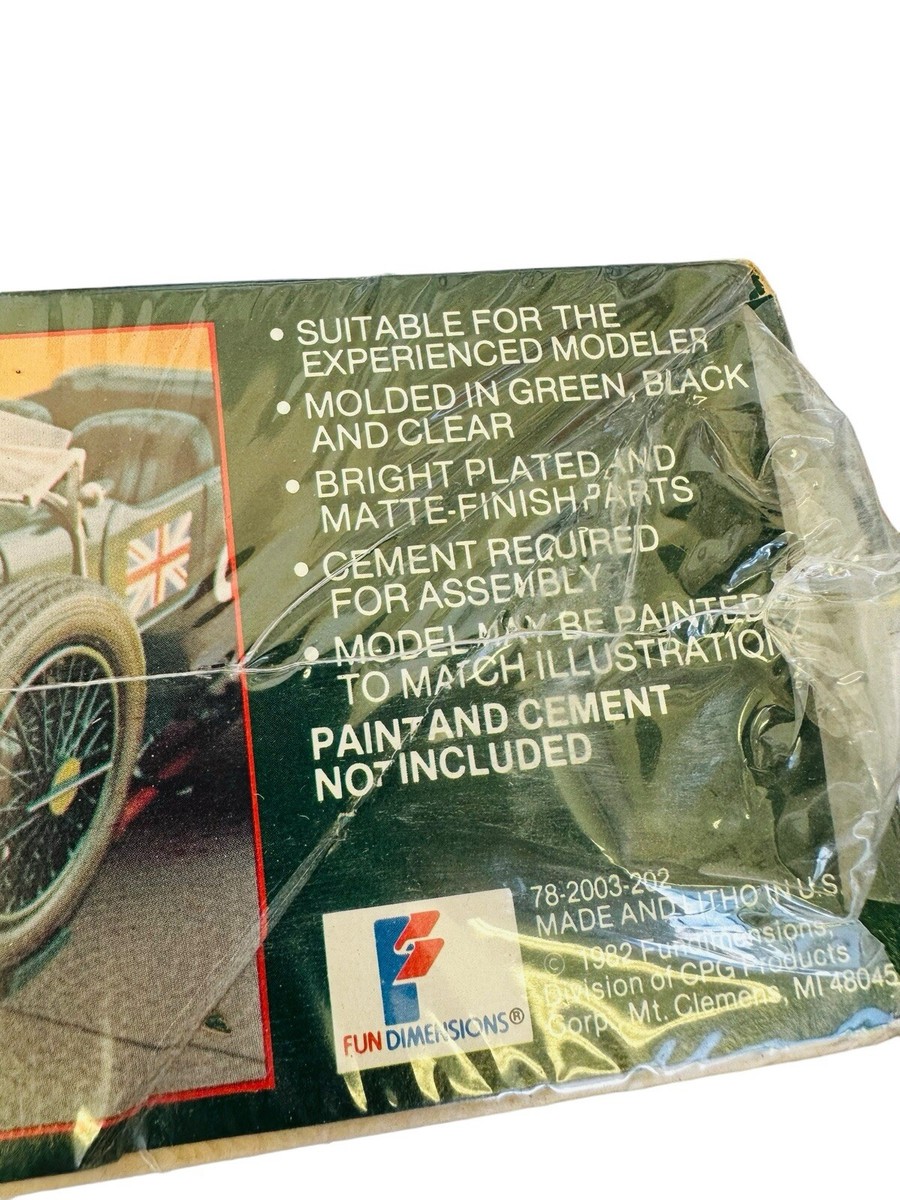 • SUITABLE FOR THE
EXPERIENCED MODELER
• MOLDED IN GREEN, BLACK
AND CLEAR
• BRIGHT PLATED AND
MATTE-FINISH PARTS
• CEMENT REQUIRED
FOR ASSEMBLY
• MODEL MAY BE PAINTED
TO MATCH ILLUSTRATION
PAINT AND CEMENT
NOT INCLUDED
78-2003-202
MADE AND LITHO IN U.S.
© 1982 Fundimensions.
Division of CPG Products
Corp., Mt. Clemens, MI 48045
FUN DIMENSIONS®